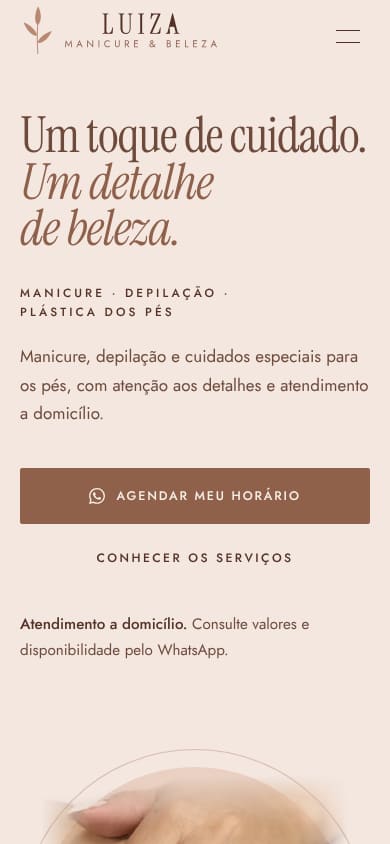 LUIZA
MANICURE & BELEZA
Um toque de cuidado.
Um detalhe
de beleza.
MANICURE · DEPILAÇÃO ·
PLÁSTICA DOS PÉS
Manicure, depilação e cuidados especiais para
os pés, com atenção aos detalhes e atendimento
a domicílio.
AGENDAR MEU HORÁRIO
CONHECER OS SERVIÇOS
Atendimento a domicílio. Consulte valores e
disponibilidade pelo WhatsApp.